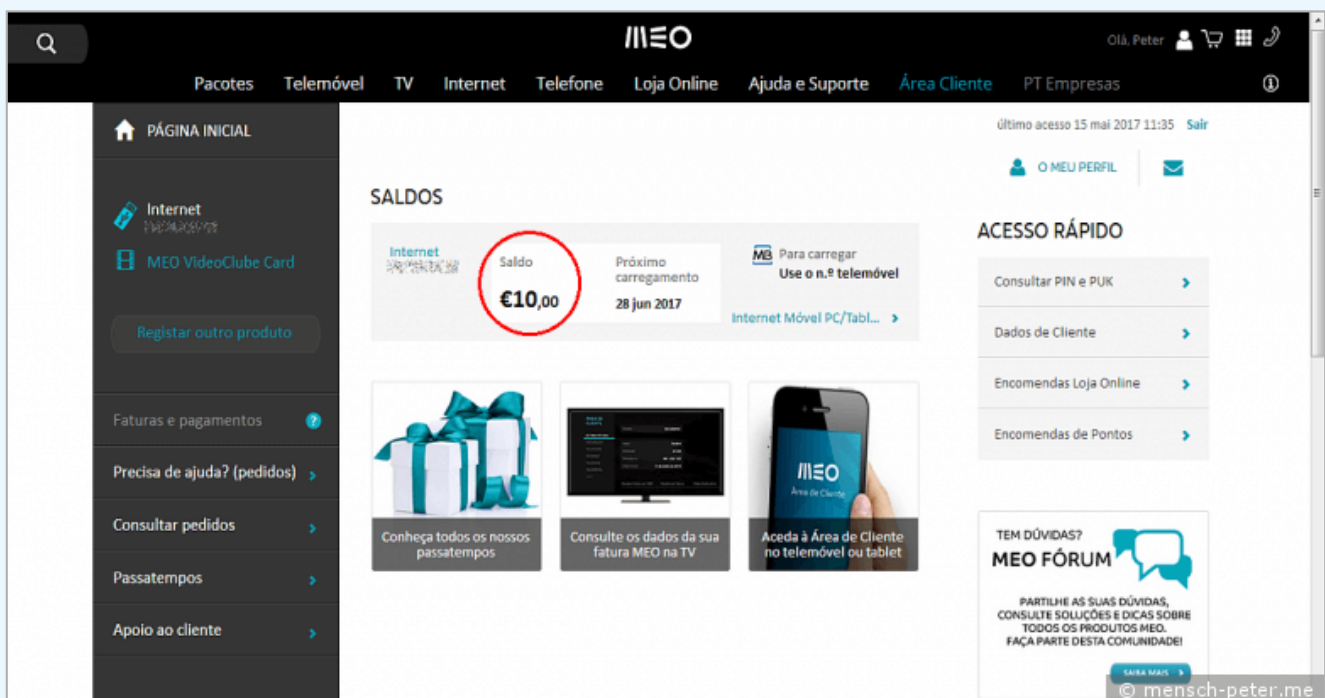 MEO
Olá, Peter
Pacotes Telemóvel TV Internet Telefone Loja Online Ajuda e Suporte Área Cliente PT Empresas
PÁGINA INICIAL
último acesso 15 mai 2017 11:35 Sair
O MEU PERFIL
Internet
MEO VideoClube Card
Registar outro produto
Faturas e pagamentos ?
Precisa de ajuda? (pedidos)
Consultar pedidos
Passatempos
Apoio ao cliente
SALDOS
Internet
Saldo
€10,00
Próximo
carregamento
28 jun 2017
MB Para carregar
Use o n.º telemóvel
Internet Móvel PC/Tabl...
Conheça todos os nossos
passatempos
Consulte os dados da sua
fatura MEO na TV
MEO
Área de Cliente
Aceda à Área de Cliente
no telemóvel ou tablet
ACESSO RÁPIDO
Consultar PIN e PUK
Dados de Cliente
Encomendas Loja Online
Encomendas de Pontos
TEM DÚVIDAS?
MEO FÓRUM
PARTILHE AS SUAS DÚVIDAS,
CONSULTE SOLUÇÕES E DICAS SOBRE
TODOS OS PRODUTOS MEO.
FAÇA PARTE DESTA COMUNIDADE!
SAIBA MAIS
© mensch-peter.me